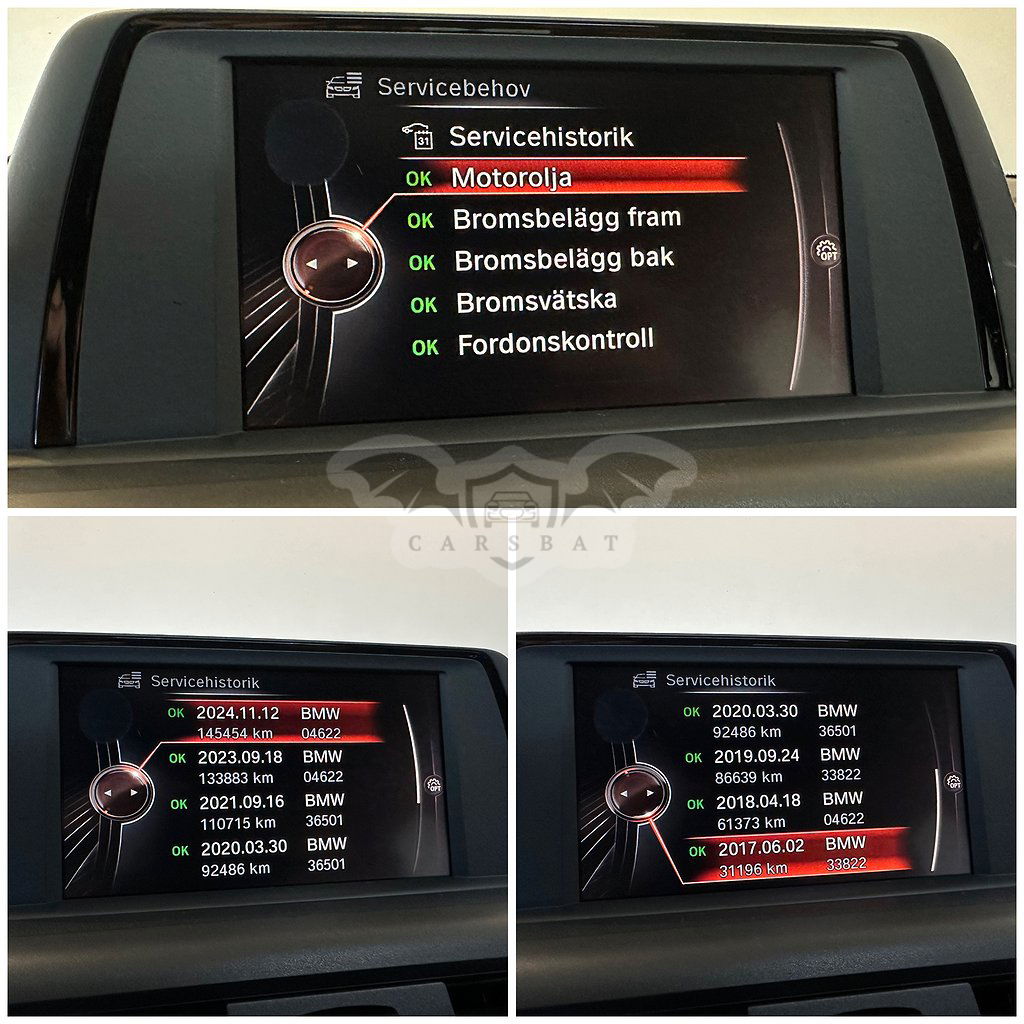 Servicebehov
31 Servicehistorik
OK Motorolja
OK Bromsbelägg fram
OK Bromsbelägg bak
OK Bromsvätska
OK Fordonskontroll
OPT
CARSBAT
Servicehistorik
OK 2024.11.12 BMW
145454 km 04622
OK 2023.09.18 BMW
133883 km 04622
OK 2021.09.16 BMW
110715 km 36501
OK 2020.03.30 BMW
92486 km 36501
OPT
Servicehistorik
OK 2020.03.30 BMW
92486 km 36501
OK 2019.09.24 BMW
86639 km 33822
OK 2018.04.18 BMW
61373 km 04622
OK 2017.06.02 BMW
31196 km 33822
OPT